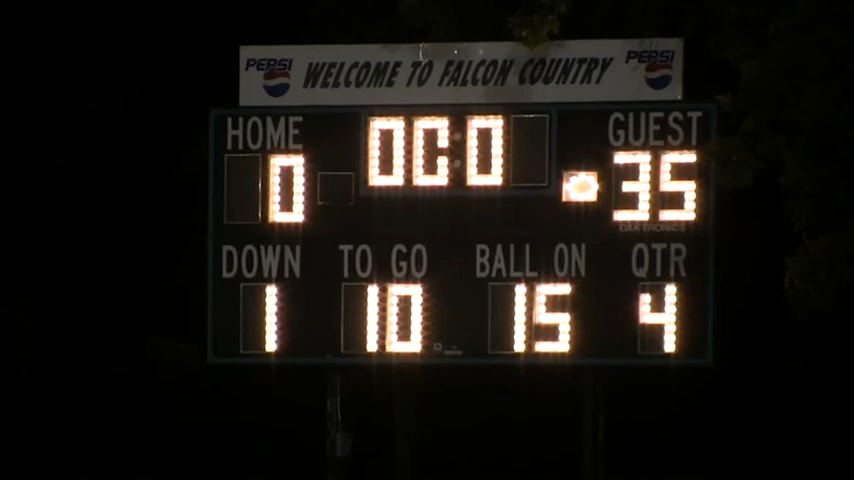 PEPSI WELCOME TO FALCON COUNTRY PEPSI
HOME 00:0 GUEST
0 35
DAKTRONICS
DOWN TO GO BALL ON QTR
1 10 15 4